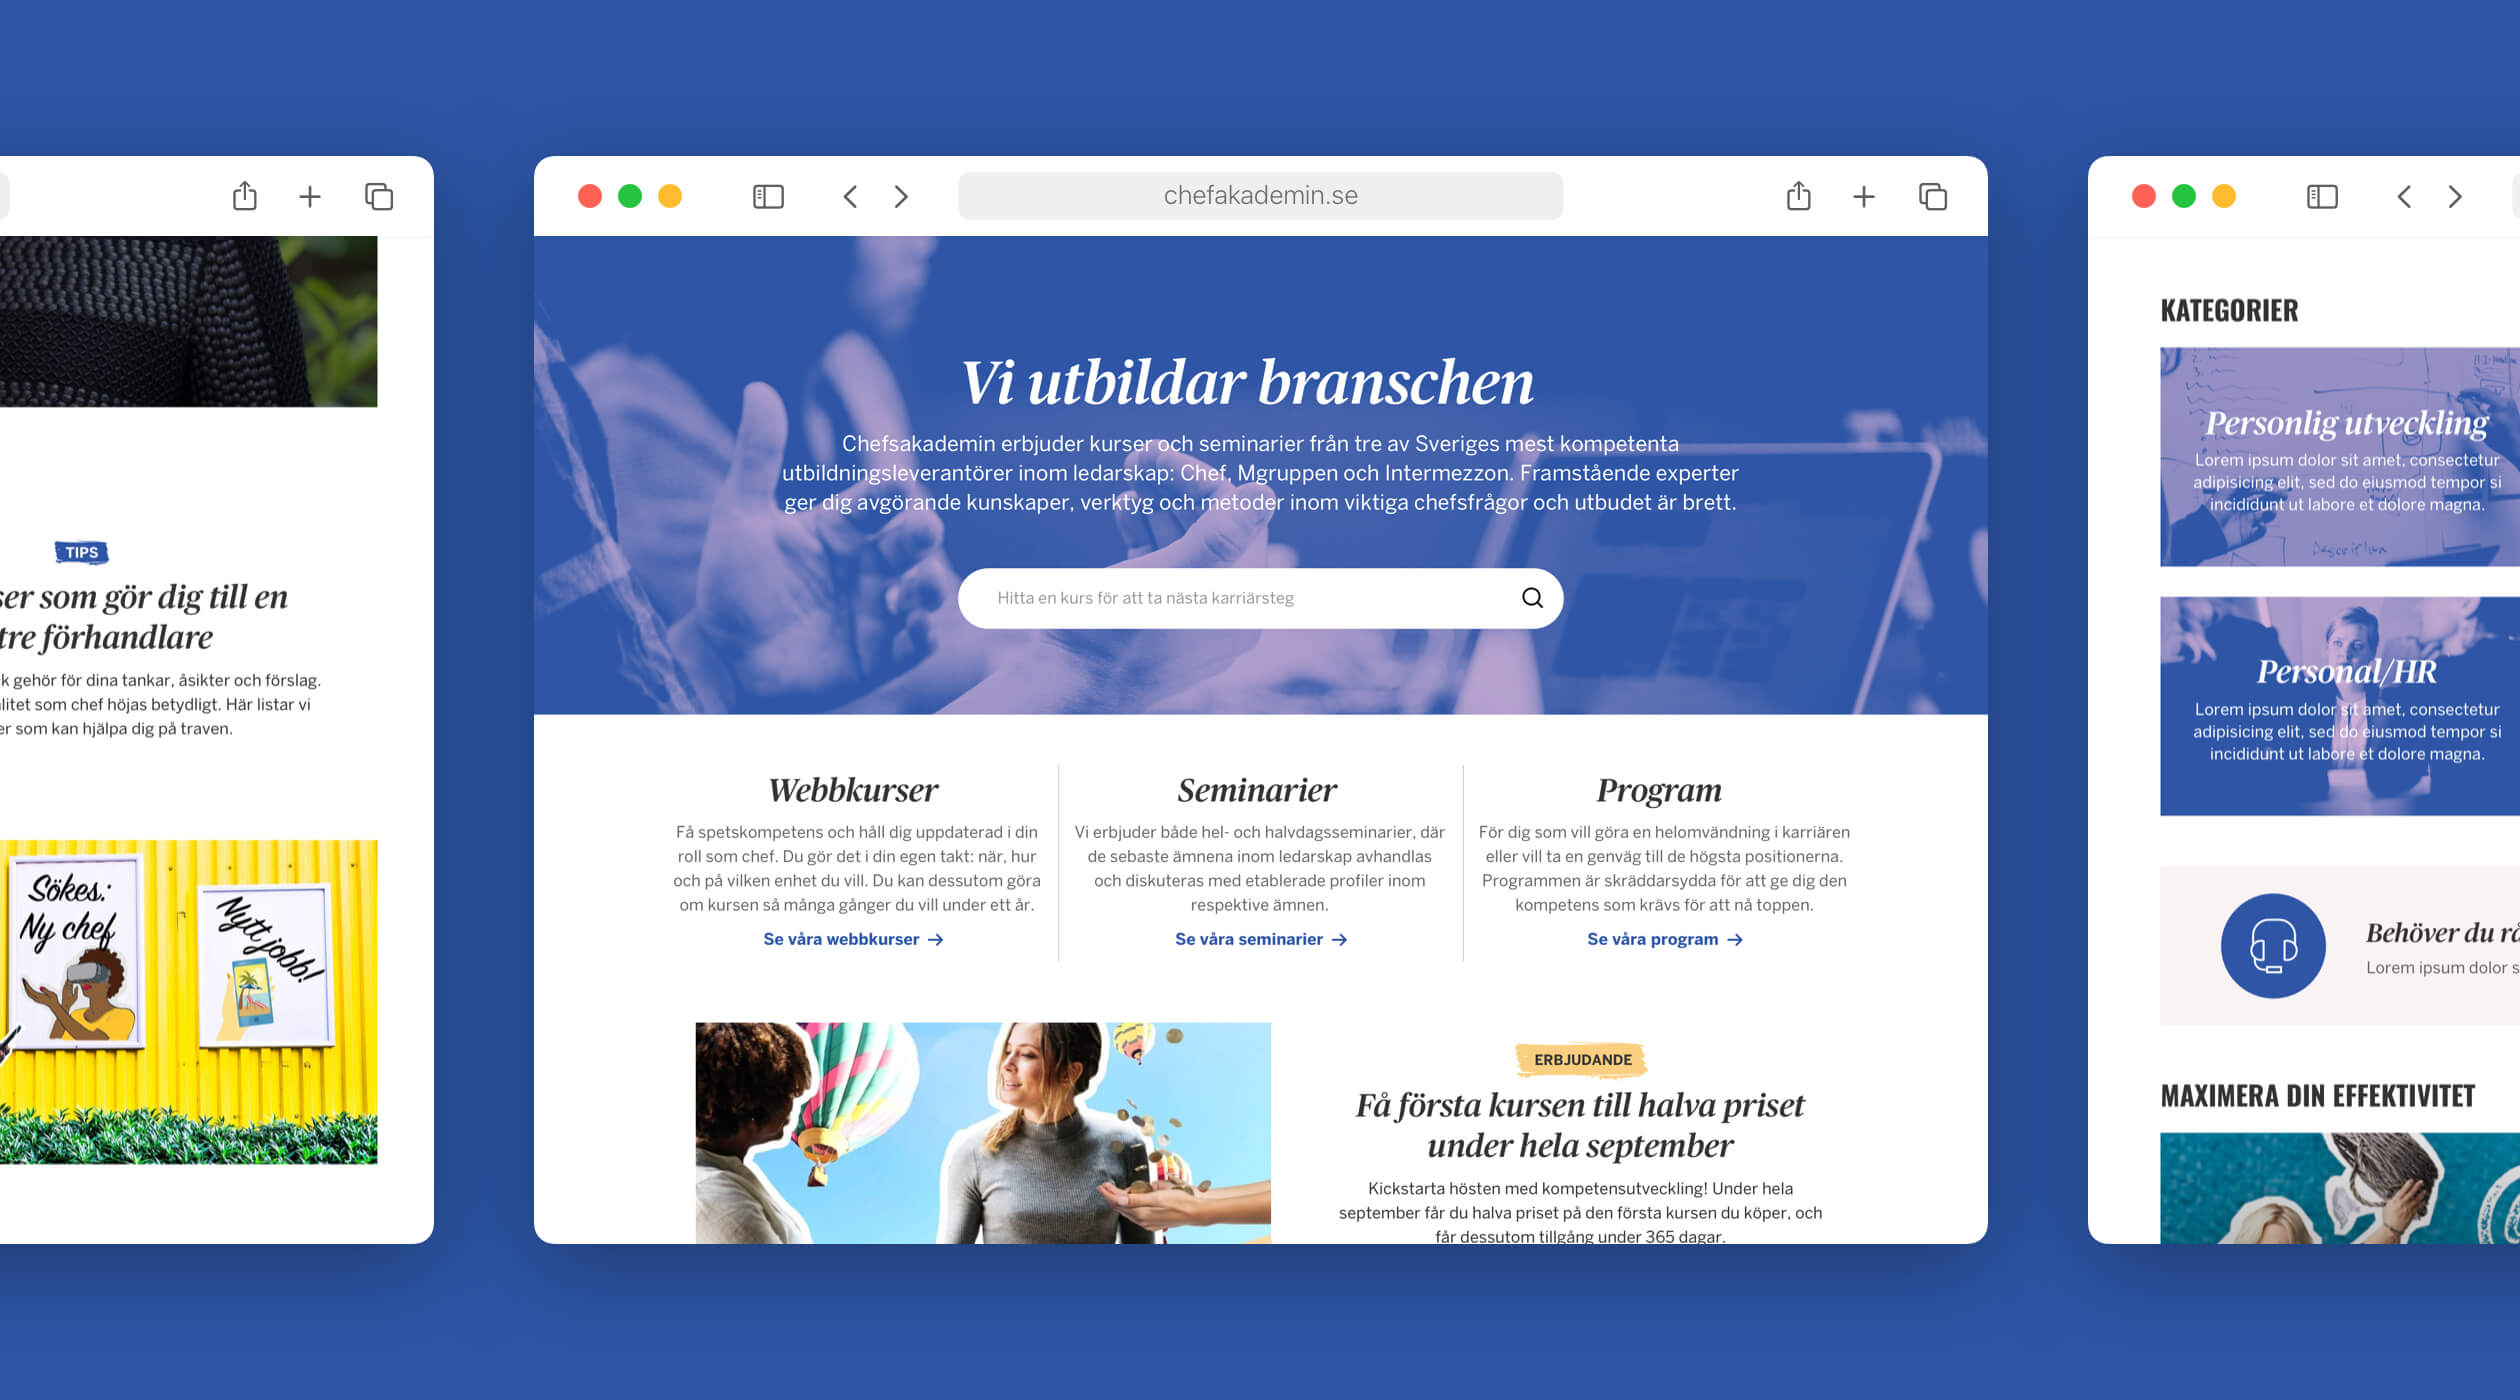 TIPS
som gör dig till en
förhandlare
gehör för dina tankar, åsikter och förslag.
som chef höjas betydligt. Här listar vi
som kan hjälpa dig på traven.
Sökes:
Ny chef
Nytt jobb!
chefakademin.se
Vi utbildar branschen
Chefsakademin erbjuder kurser och seminarier från tre av Sveriges mest kompetenta
utbildningsleverantörer inom ledarskap: Chef, Mgruppen och Intermezzon. Framstående experter
ger dig avgörande kunskaper, verktyg och metoder inom viktiga chefsfrågor och utbudet är brett.
Hitta en kurs för att ta nästa karriärsteg
Webbkurser
Få spetskompetens och håll dig uppdaterad i din
roll som chef. Du gör det i din egen takt: när, hur
och på vilken enhet du vill. Du kan dessutom göra
om kursen så många gånger du vill under ett år.
Se våra webbkurser →
Seminarier
Vi erbjuder både hel- och halvdagsseminarier, där
de sebaste ämnena inom ledarskap avhandlas
och diskuteras med etablerade profiler inom
respektive ämnen.
Se våra seminarier →
Program
För dig som vill göra en helomvändning i karriären
eller vill ta en genväg till de högsta positionerna.
Programmen är skräddarsydda för att ge dig den
kompetens som krävs för att nå toppen.
Se våra program →
ERBJUDANDE
Få första kursen till halva priset
under hela september
Kickstarta hösten med kompetensutveckling! Under hela
september får du halva priset på den första kursen du köper, och
får dessutom tillgång under 365 dagar.
KATEGORIER
Personlig utveckling
Lorem ipsum dolor sit amet, consectetur
adipisicing elit, sed do eiusmod tempor si
incididunt ut labore et dolore magna.
Personal/HR
Lorem ipsum dolor sit amet, consectetur
adipisicing elit, sed do eiusmod tempor si
incididunt ut labore et dolore magna.
Behöver du
Lorem ipsum dolor
MAXIMERA DIN EFFEKTIVITET